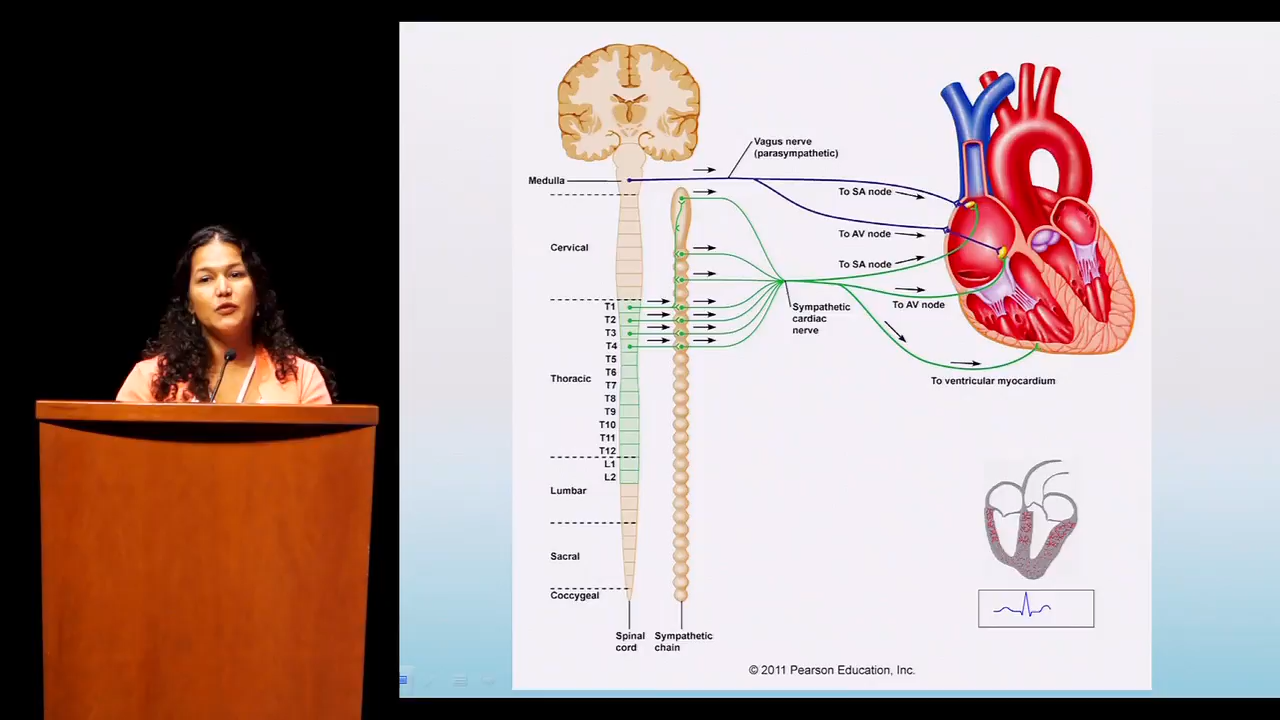 Vagus nerve
(parasympathetic)
Medulla
To SA node
Cervical
To AV node
To SA node
To AV node
Sympathetic
cardiac
nerve
T1
T2
T3
T4
T5
T6
T7
T8
T9
T10
T11
T12
Thoracic
To ventricular myocardium
L1
L2
Lumbar
Sacral
Coccygeal
Spinal
cord
Sympathetic
chain
© 2011 Pearson Education, Inc.